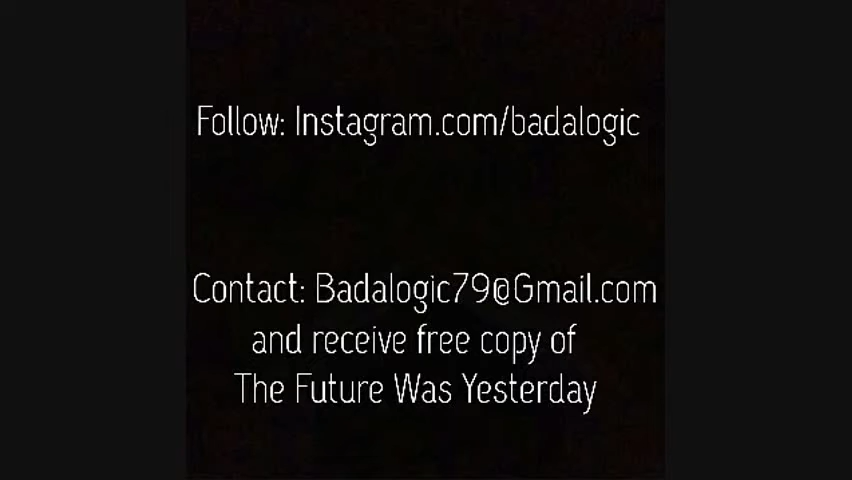 Follow: Instagram.com/badalogic
Contact: Badalogic79@Gmail.com
and receive free copy of
The Future Was Yesterday